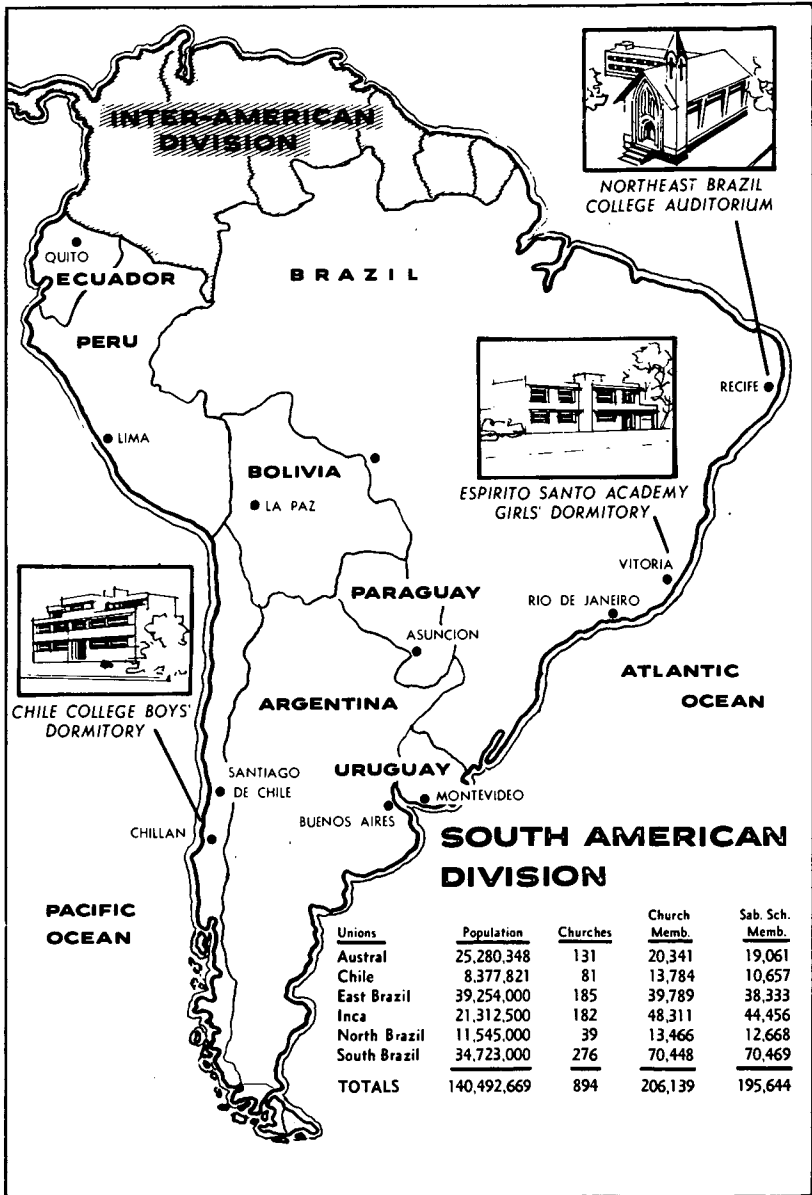 INTER-AMERICAN
DIVISION
NORTHEAST BRAZIL
COLLEGE AUDITORIUM
QUITO
ECUADOR
BRAZIL
PERU
RECIFE
LIMA
BOLIVIA
LA PAZ
ESPIRITO SANTO ACADEMY
GIRLS' DORMITORY
VITORIA
PARAGUAY
RIO DE JANEIRO
ASUNCION
ATLANTIC
OCEAN
ARGENTINA
CHILE COLLEGE BOYS'
DORMITORY
URUGUAY
SANTIAGO
DE CHILE
MONTEVIDEO
BUENOS AIRES
CHILLAN
SOUTH AMERICAN
DIVISION
PACIFIC
OCEAN
Unions Population Churches Church Memb. Sab. Sch. Memb.
Austral 25,280,348 131 20,341 19,061
Chile 8,377,821 81 13,784 10,657
East Brazil 39,254,000 185 39,789 38,333
Inca 21,312,500 182 48,311 44,456
North Brazil 11,545,000 39 13,466 12,668
South Brazil 34,723,000 276 70,448 70,469
TOTALS 140,492,669 894 206,139 195,644